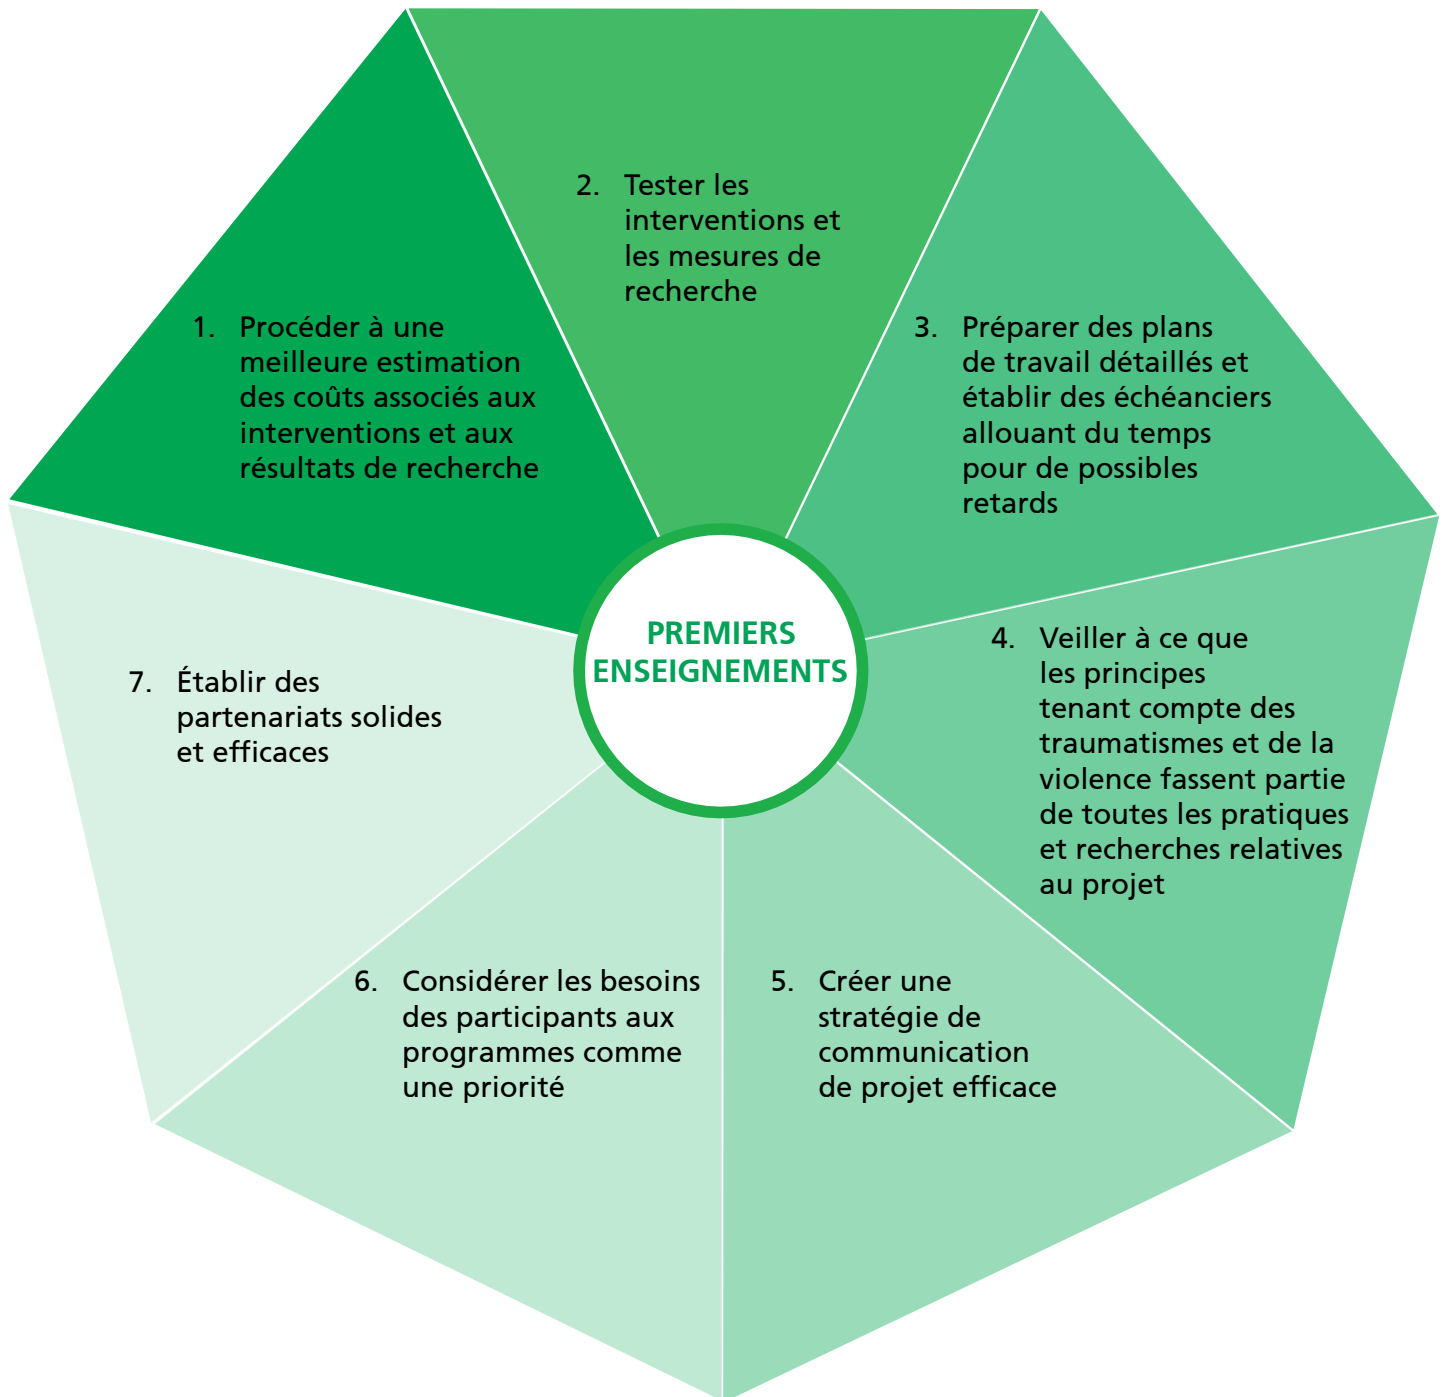 1. Procéder à une
meilleure estimation
des coûts associés aux
interventions et aux
résultats de recherche
2. Tester les
interventions et
les mesures de
recherche
3. Préparer des plans
de travail détaillés et
établir des échéanciers
allouant du temps
pour de possibles
retards
4. Veiller à ce que
les principes
tenant compte des
traumatismes et de la
violence fassent partie
de toutes les pratiques
et recherches relatives
au projet
5. Créer une
stratégie de
communication
de projet efficace
6. Considérer les besoins
des participants aux
programmes comme
une priorité
7. Établir des
partenariats solides
et efficaces
PREMIERS
ENSEIGNEMENTS